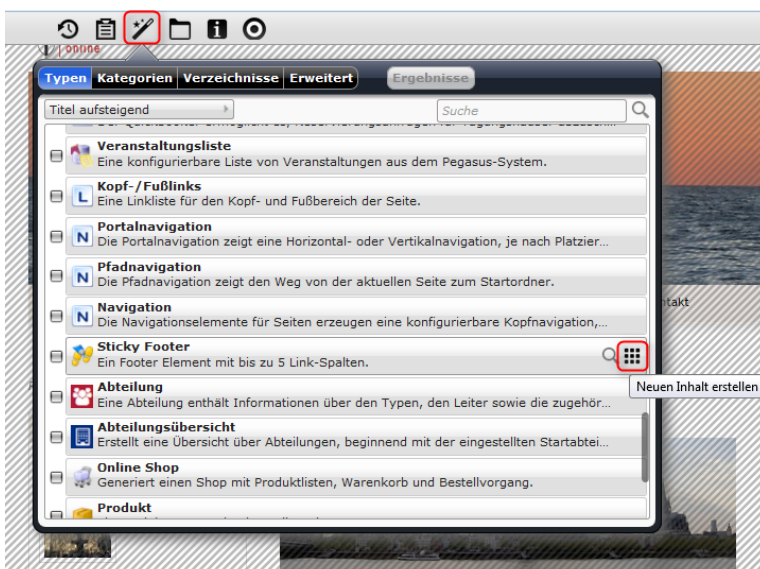 online
Typen Kategorien Verzeichnisse Erweitert Ergebnisse
Titel aufsteigend Suche
Veranstaltungsliste
Eine konfigurierbare Liste von Veranstaltungen aus dem Pegasus-System.
Kopf-/Fußlinks
L Eine Linkliste für den Kopf- und Fußbereich der Seite.
Portalnavigation
N Die Portalnavigation zeigt eine Horizontal- oder Vertikalnavigation, je nach Platzier...
Pfadnavigation
N Die Pfadnavigation zeigt den Weg von der aktuellen Seite zum Startordner.
Navigation
N Die Navigationselemente für Seiten erzeugen eine konfigurierbare Kopfnavigation,...
ntakt
Sticky Footer
Ein Footer Element mit bis zu 5 Link-Spalten.
Neuen Inhalt erstellen
Abteilung
Eine Abteilung enthält Informationen über den Typen, den Leiter sowie die zugehör...
Abteilungsübersicht
Erstellt eine Übersicht über Abteilungen, beginnend mit der eingestellten Startabtei...
Online Shop
Generiert einen Shop mit Produktlisten, Warenkorb und Bestellvorgang.
Produkt